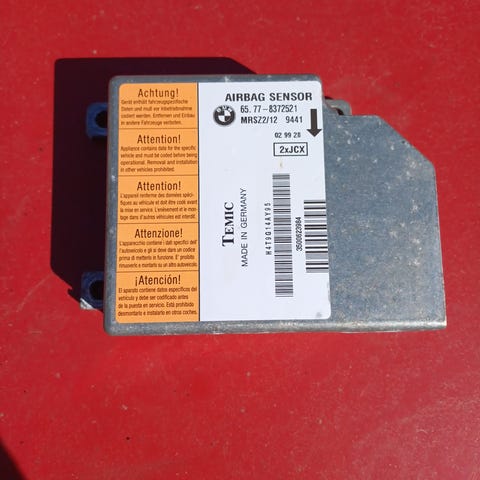 Achtung!
Gerät enthält fahrzeugspezifische
Daten und muß vor Inbetriebnahme
codiert werden. Entfernen und Einbau
in andere Fahrzeuge verboten.
Attention!
Appliance contains data for the specific
vehicle and must be coded before being
operational. Removal and installation
in other vehicles prohibited.
Attention!
L'appareil renferme des données spéci-
fiques au véhicule et doit être codé avant
la mise en service. L'enlèvement et le mon-
tage dans d'autres véhicules est interdit.
Attenzione!
L'apparecchio contiene i dati specifici dell'
autoveicolo e gli si deve dare un codice
prima di metterlo in funzione. E' proibito
rimuoverlo e montarlo su un altro autoveicolo
¡Atención!
El aparato contiene datos específicos del
vehículo y debe ser codificado antes de
la puesta en servicio. Está prohibido
desmontarlo e instalarlo en otros coches.
AIRBAG SENSOR
BMW
65.77-8372521
MRSZ2/12 9441
02 99 28
2xJCX
TEMIC
MADE IN GERMANY
H4T9Q14AY95
3500623984